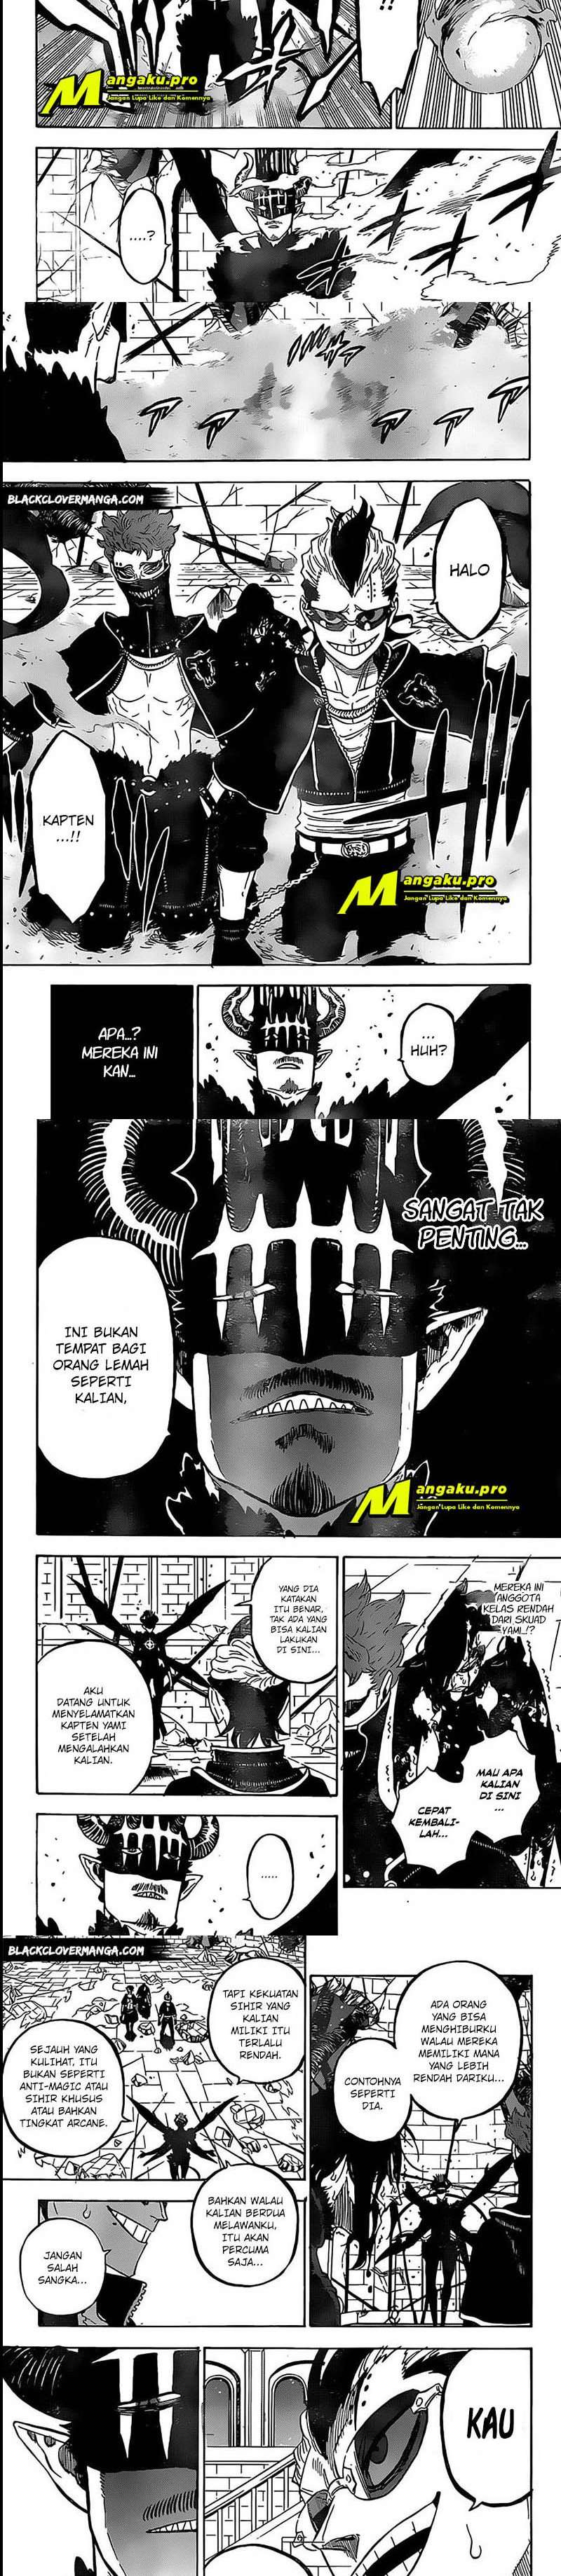 !!
Mangaku.pro
Jangan Lupa Like dan Komennya
.....?
BLACKCLOVERMANGA.COM
HALO
KAPTEN
...!!
Mangaku.pro
Jangan Lupa Like dan Komennya
...
HUH?
APA...?
MEREKA INI
KAN...
SANGAT TAK
PENTING...
INI BUKAN
TEMPAT BAGI
ORANG LEMAH
SEPERTI
KALIAN,
Mangaku.pro
Jangan Lupa Like dan Komennya
MEREKA INI
ANGGOTA
KELAS RENDAH
DARI SKUAD
YAMI...!?
MAU APA
KALIAN
DI SINI
...
CEPAT
KEMBALI-
LAH...
YANG DIA
KATAKAN
ITU BENAR,
TAK ADA YANG
BISA KALIAN
LAKUKAN
DI SINI...
AKU
DATANG UNTUK
MENYELAMATKAN
KAPTEN YAMI
SETELAH
MENGALAHKAN
KALIAN.
.....
BLACKCLOVERMANGA.COM
ADA ORANG
YANG BISA
MENGHIBURKU
WALAU MEREKA
MEMILIKI MANA
YANG LEBIH
RENDAH DARIKU...
CONTOHNYA
SEPERTI
DIA.
TAPI KEKUATAN
SIHIR YANG
KALIAN
MILIKI ITU
TERLALU
RENDAH.
SEJAUH YANG
KULIHAT, ITU
BUKAN SEPERTI
ANTI-MAGIC ATAU
SIHIR KHUSUS
ATAU BAHKAN
TINGKAT ARCANE.
BAHKAN WALAU
KALIAN BERDUA
MELAWANKU,
ITU AKAN
PERCUMA
SAJA...
JANGAN
SALAH
SANGKA...
KAU